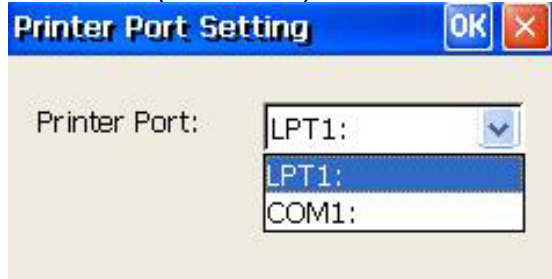 Printer Port Setting OK
Printer Port: LPT1:
LPT1:
COM1: